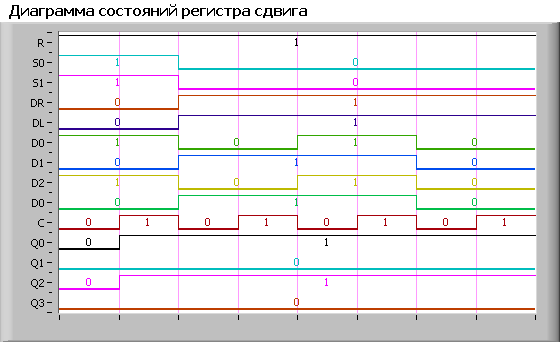 Диаграмма состояний регистра сдвига
R 1
S0 1 0
S1 1 0
DR 0 1
DL 0 1
D0 1 0 1 0
D1 0 1 0
D2 1 0 1 0
D0 0 1 0
C 0 1 0 1 0 1 0 1
Q0 0 1
Q1 0
Q2 0 1
Q3 0